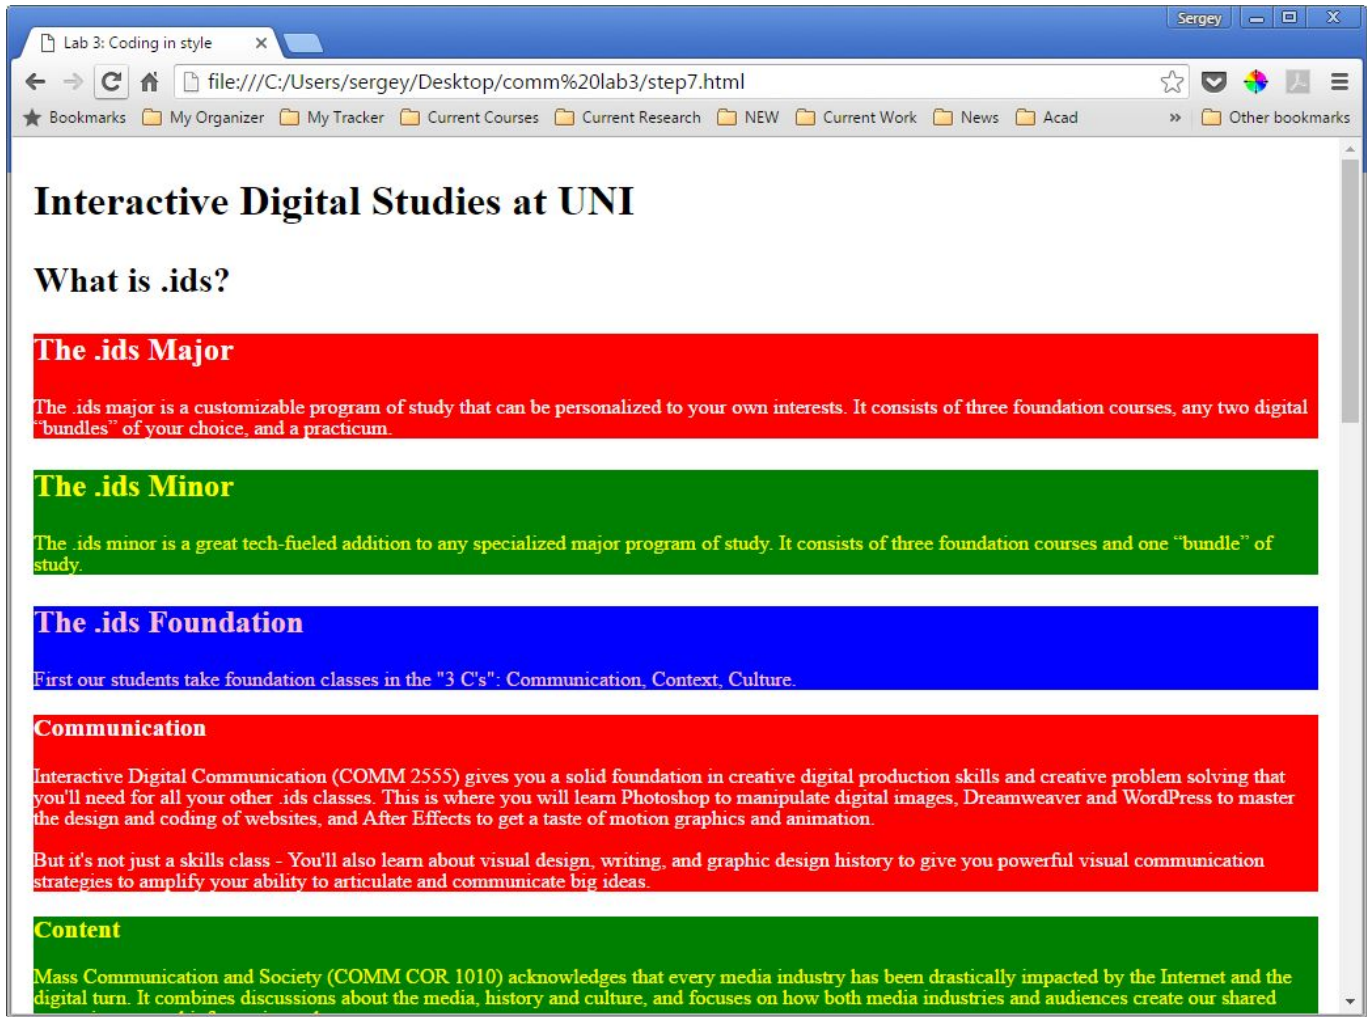 Sergey
Lab 3: Coding in style
file:///C:/Users/sergey/Desktop/comm%20lab3/step7.html
Bookmarks My Organizer My Tracker Current Courses Current Research NEW Current Work News Acad » Other bookmarks
Interactive Digital Studies at UNI
What is .ids?
The .ids Major
The .ids major is a customizable program of study that can be personalized to your own interests. It consists of three foundation courses, any two digital
“bundles” of your choice, and a practicum.
The .ids Minor
The .ids minor is a great tech-fueled addition to any specialized major program of study. It consists of three foundation courses and one “bundle” of
study.
The .ids Foundation
First our students take foundation classes in the "3 C's": Communication, Context, Culture.
Communication
Interactive Digital Communication (COMM 2555) gives you a solid foundation in creative digital production skills and creative problem solving that
you'll need for all your other .ids classes. This is where you will learn Photoshop to manipulate digital images, Dreamweaver and WordPress to master
the design and coding of websites, and After Effects to get a taste of motion graphics and animation.
But it's not just a skills class - You'll also learn about visual design, writing, and graphic design history to give you powerful visual communication
strategies to amplify your ability to articulate and communicate big ideas.
Content
Mass Communication and Society (COMM COR 1010) acknowledges that every media industry has been drastically impacted by the Internet and the
digital turn. It combines discussions about the media, history and culture, and focuses on how both media industries and audiences create our shared